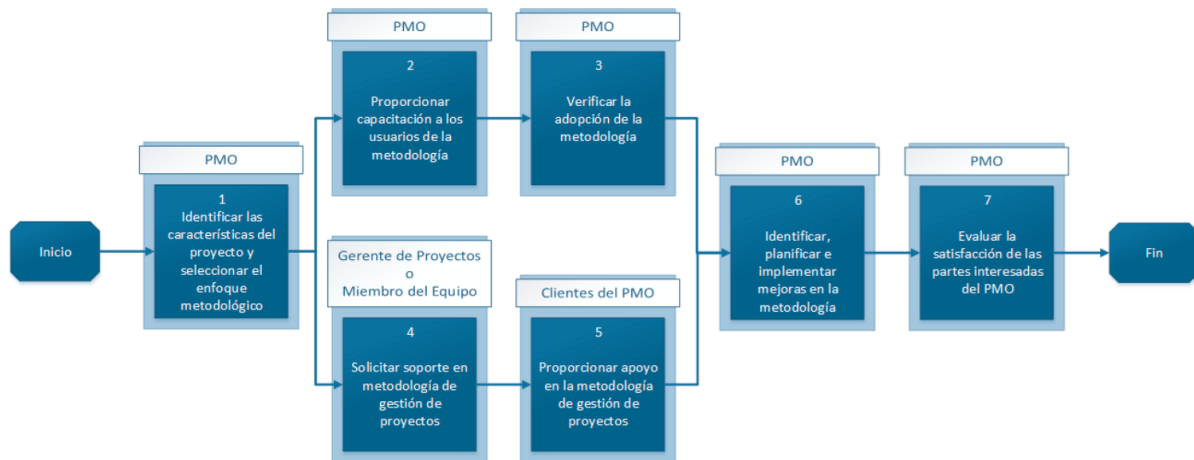 Inicio
PMO
1
Identificar las
características del
proyecto y
seleccionar el
enfoque
metodológico
PMO
2
Proporcionar
capacitación a los
usuarios de la
metodología
PMO
3
Verificar la
adopción de la
metodología
Gerente de Proyectos
o
Miembro del Equipo
4
Solicitar soporte en
metodología de
gestión de
proyectos
Clientes del PMO
5
Proporcionar apoyo
en la metodología
de gestión de
proyectos
PMO
6
Identificar,
planificar e
implementar
mejoras en la
metodología
PMO
7
Evaluar la
satisfacción de las
partes interesadas
del PMO
Fin